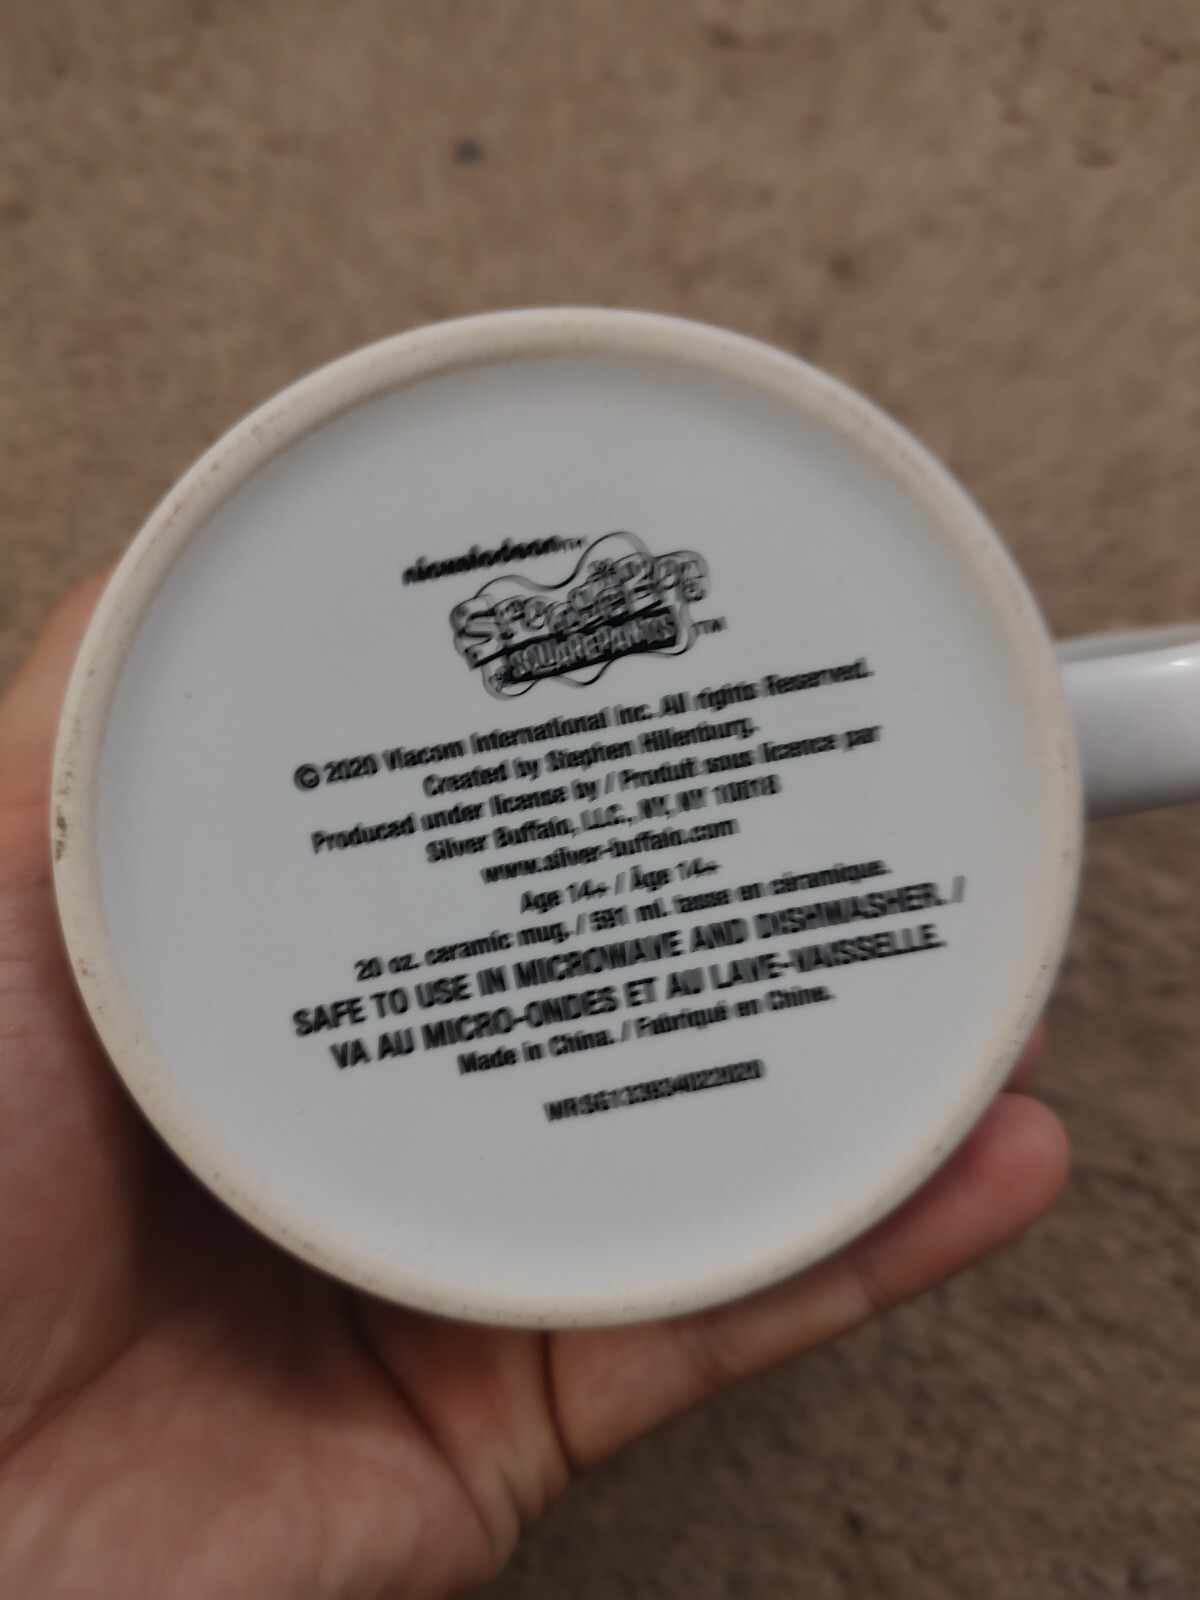 nickelodeon™
SpongeBob
SQUAREPANTS™
© 2020 Viacom International Inc. All rights Reserved.
Created by Stephen Hillenburg.
Produced under license by / Produit sous licence par
Silver Buffalo, LLC., NY, NY 10018
www.silver-buffalo.com
Age 14+ / Âge 14+
20 oz. ceramic mug. / 591 ml. tasse en céramique.
SAFE TO USE IN MICROWAVE AND DISHWASHER. /
VA AU MICRO-ONDES ET AU LAVE-VAISSELLE.
Made in China. / Fabriqué en Chine.